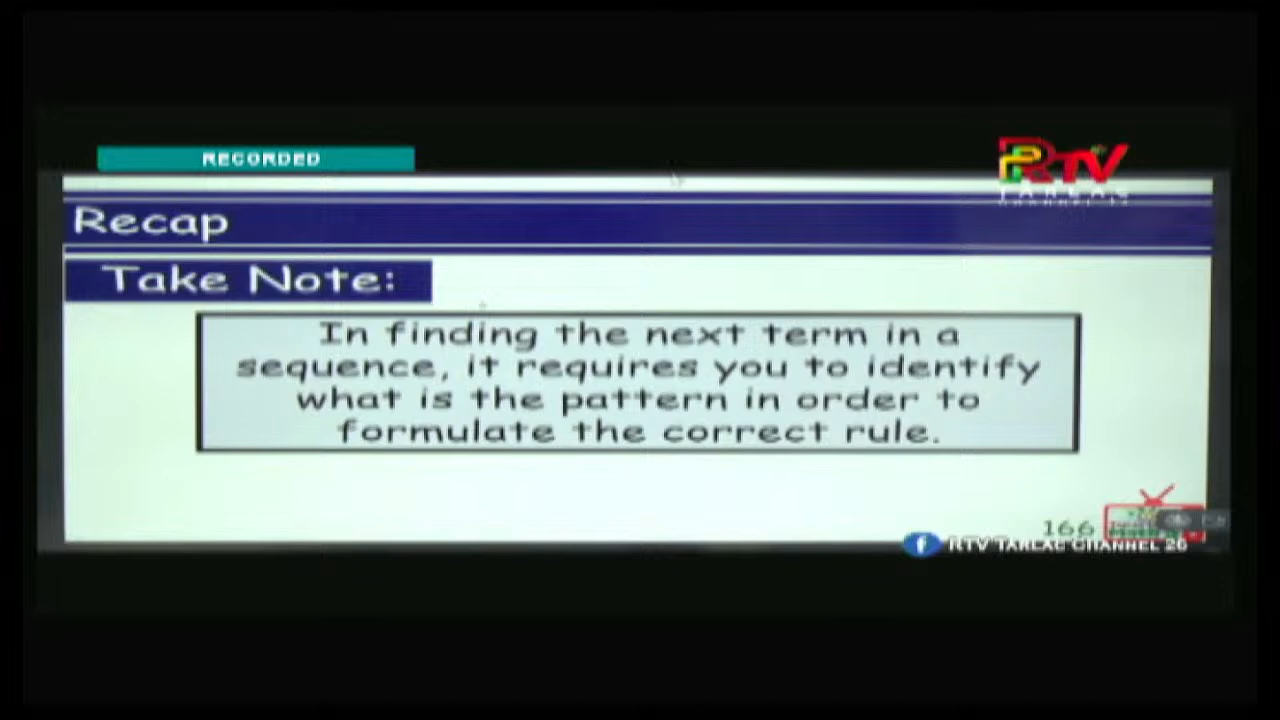 RECORDED
RTV
TARLAC
Recap
Take Note:
In finding the next term in a
sequence, it requires you to identify
what is the pattern in order to
formulate the correct rule.
166
f RTV TARLAC CHANNEL 26